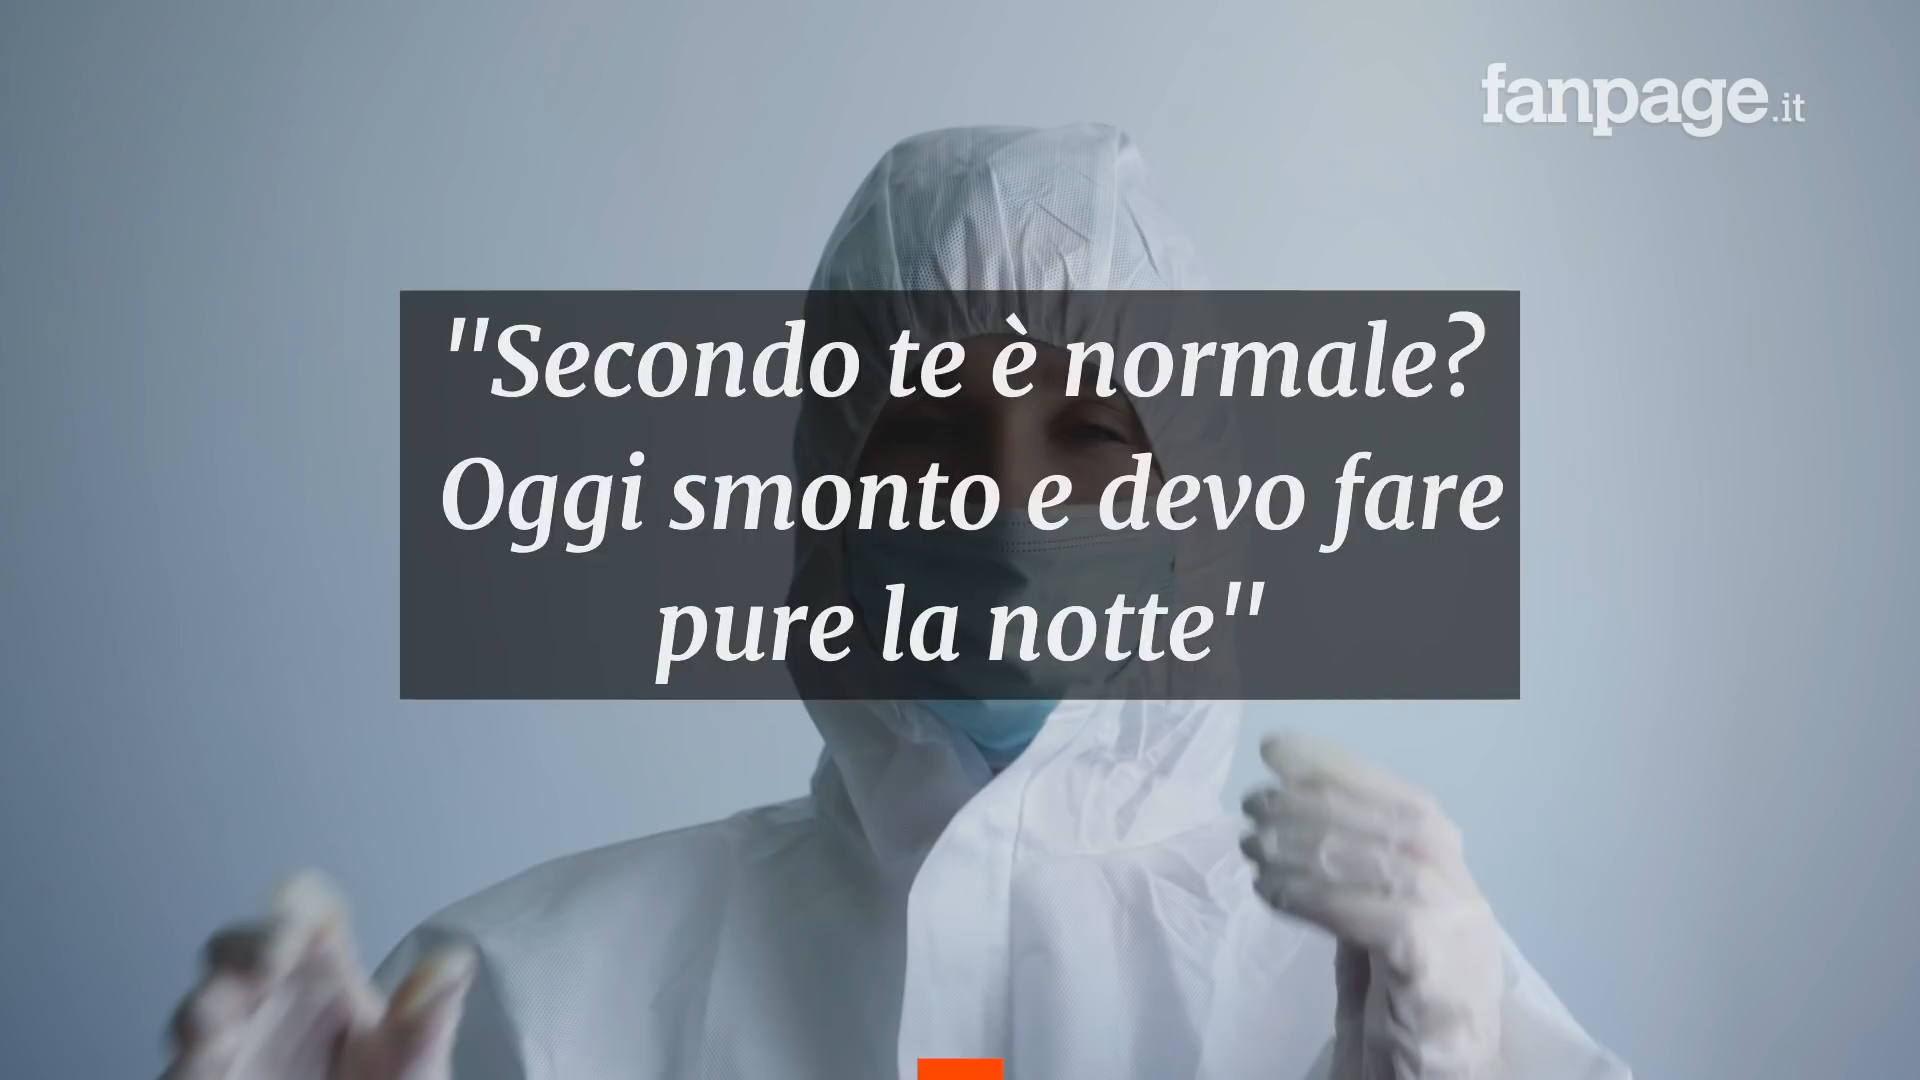 fanpage.it
"Secondo te è normale?
Oggi smonto e devo fare
pure la notte"